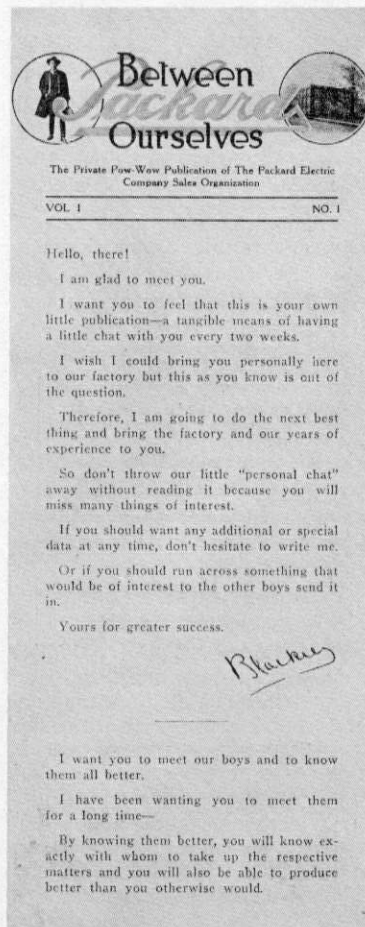 Between
Packard
Ourselves
The Private Pow-Wow Publication of The Packard Electric
Company Sales Organization
VOL. 1 NO. 1
Hello, there!
I am glad to meet you.
I want you to feel that this is your own
little publication—a tangible means of having
a little chat with you every two weeks.
I wish I could bring you personally here
to our factory but this as you know is out of
the question.
Therefore, I am going to do the next best
thing and bring the factory and our years of
experience to you.
So don't throw our little "personal chat"
away without reading it because you will
miss many things of interest.
If you should want any additional or special
data at any time, don't hesitate to write me.
Or if you should run across something that
would be of interest to the other boys send it
in.
Yours for greater success.
Blackie
I want you to meet our boys and to know
them all better.
I have been wanting you to meet them
for a long time—
By knowing them better, you will know ex-
actly with whom to take up the respective
matters and you will also be able to produce
better than you otherwise would.